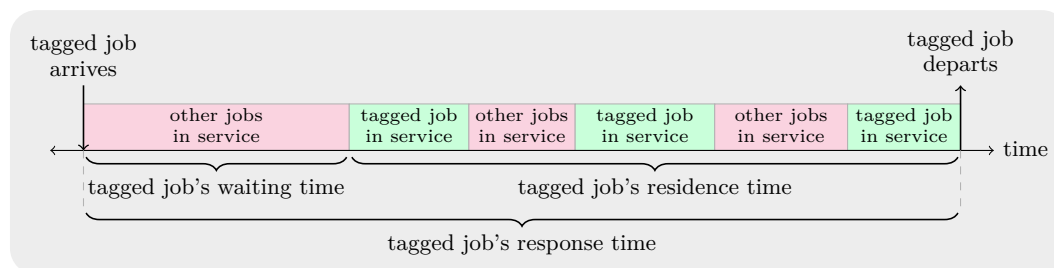 tagged job
arrives
tagged job
departs
other jobs
in service
tagged job
in service
other jobs
in service
tagged job
in service
other jobs
in service
tagged job
in service
time
tagged job's waiting time
tagged job's residence time
tagged job's response time